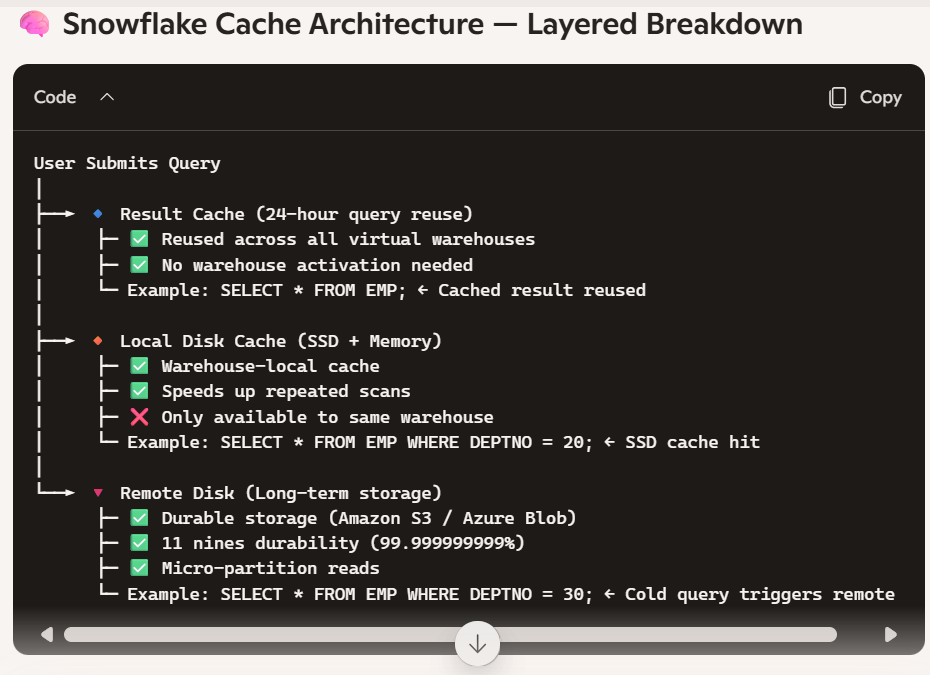 🧠 Snowflake Cache Architecture — Layered Breakdown
Code
Copy
User Submits Query
│
├──► 🔹 Result Cache (24-hour query reuse)
│     ├─ ✅ Reused across all virtual warehouses
│     ├─ ✅ No warehouse activation needed
│     └─ Example: SELECT * FROM EMP; ← Cached result reused
│
├──► 🔸 Local Disk Cache (SSD + Memory)
│     ├─ ✅ Warehouse-local cache
│     ├─ ✅ Speeds up repeated scans
│     ├─ ❌ Only available to same warehouse
│     └─ Example: SELECT * FROM EMP WHERE DEPTNO = 20; ← SSD cache hit
│
└──► 🔻 Remote Disk (Long-term storage)
      ├─ ✅ Durable storage (Amazon S3 / Azure Blob)
      ├─ ✅ 11 nines durability (99.999999999%)
      ├─ ✅ Micro-partition reads
      └─ Example: SELECT * FROM EMP WHERE DEPTNO = 30; ← Cold query triggers remote